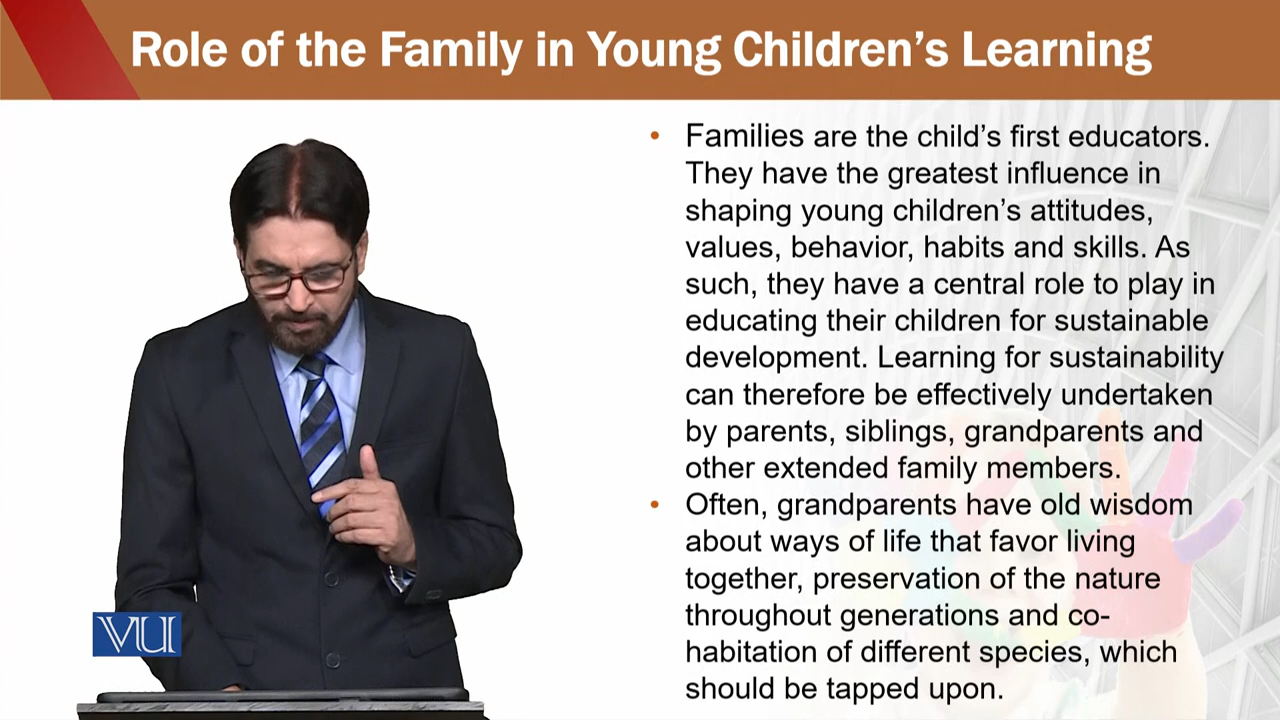 Role of the Family in Young Children's Learning
• Families are the child's first educators.
They have the greatest influence in
shaping young children's attitudes,
values, behavior, habits and skills. As
such, they have a central role to play in
educating their children for sustainable
development. Learning for sustainability
can therefore be effectively undertaken
by parents, siblings, grandparents and
other extended family members.
• Often, grandparents have old wisdom
about ways of life that favor living
together, preservation of the nature
throughout generations and co-
habitation of different species, which
should be tapped upon.
VU